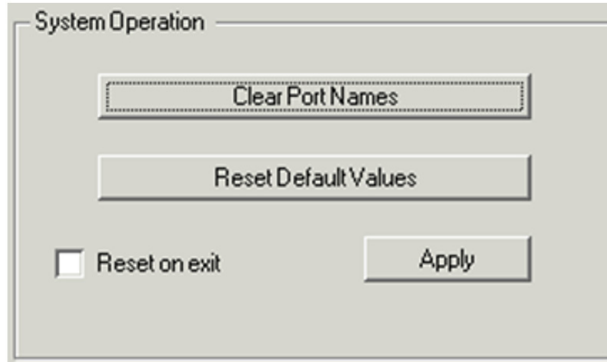 System Operation
Clear Port Names
Reset Default Values
Reset on exit
Apply